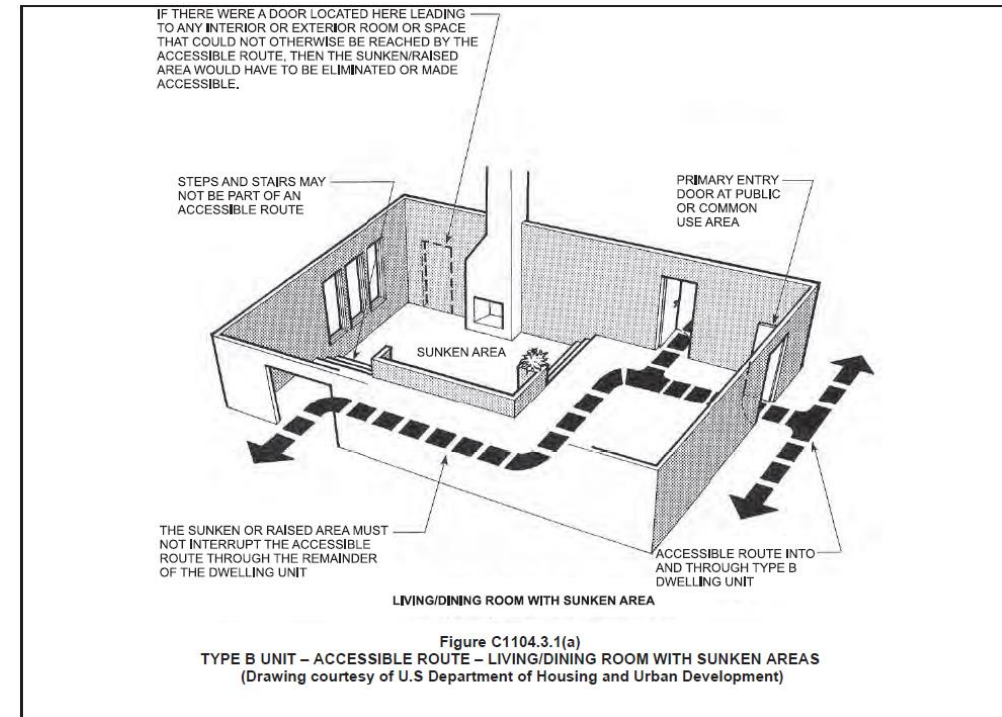 IF THERE WERE A DOOR LOCATED HERE LEADING
TO ANY INTERIOR OR EXTERIOR ROOM OR SPACE
THAT COULD NOT OTHERWISE BE REACHED BY THE
ACCESSIBLE ROUTE, THEN THE SUNKEN/RAISED
AREA WOULD HAVE TO BE ELIMINATED OR MADE
ACCESSIBLE.
STEPS AND STAIRS MAY
NOT BE PART OF AN
ACCESSIBLE ROUTE
PRIMARY ENTRY
DOOR AT PUBLIC
OR COMMON
USE AREA
SUNKEN AREA
THE SUNKEN OR RAISED AREA MUST
NOT INTERRUPT THE ACCESSIBLE
ROUTE THROUGH THE REMAINDER
OF THE DWELLING UNIT
ACCESSIBLE ROUTE INTO
AND THROUGH TYPE B
DWELLING UNIT
LIVING/DINING ROOM WITH SUNKEN AREA
Figure C1104.3.1(a)
TYPE B UNIT – ACCESSIBLE ROUTE – LIVING/DINING ROOM WITH SUNKEN AREAS
(Drawing courtesy of U.S Department of Housing and Urban Development)